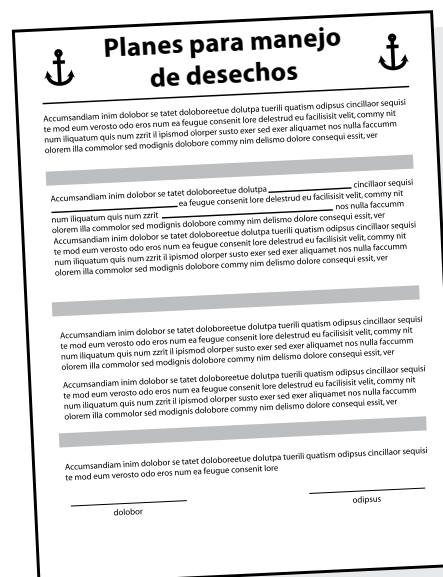 Planes para manejo
de desechos
Accumsandiam inim dolobor se tatet doloboreetue dolutpa tuerili quatism odipsus cincillaor sequisi
te mod eum verosto odo eros num ea feugue consenit lore delestrud eu facilisisit velit, commy nit
num iliquatum quis num zzrit il ipismod olorper susto exer sed exer aliquamet nos nulla faccumm
olorem illa commolor sed modignis dolobore commy nim delismo dolore consequi essit, ver
Accumsandiam inim dolobor se tatet doloboreetue dolutpa cincillaor sequisi
ea feugue consenit lore delestrud eu facilisisit velit, commy nit
num iliquatum quis num zzrit nos nulla faccumm
olorem illa commolor sed modignis dolobore commy nim delismo dolore consequi essit, ver
Accumsandiam inim dolobor se tatet doloboreetue dolutpa tuerili quatism odipsus cincillaor sequisi
te mod eum verosto odo eros num ea feugue consenit lore delestrud eu facilisisit velit, commy nit
num iliquatum quis num zzrit il ipismod olorper susto exer sed exer aliquamet nos nulla faccumm
olorem illa commolor sed modignis dolobore commy nim delismo dolore consequi essit, ver
Accumsandiam inim dolobor se tatet doloboreetue dolutpa tuerili quatism odipsus cincillaor sequisi
te mod eum verosto odo eros num ea feugue consenit lore delestrud eu facilisisit velit, commy nit
num iliquatum quis num zzrit il ipismod olorper susto exer sed exer aliquamet nos nulla faccumm
olorem illa commolor sed modignis dolobore commy nim delismo dolore consequi essit, ver
Accumsandiam inim dolobor se tatet doloboreetue dolutpa tuerili quatism odipsus cincillaor sequisi
te mod eum verosto odo eros num ea feugue consenit lore delestrud eu facilisisit velit, commy nit
num iliquatum quis num zzrit il ipismod olorper susto exer sed exer aliquamet nos nulla faccumm
olorem illa commolor sed modignis dolobore commy nim delismo dolore consequi essit, ver
Accumsandiam inim dolobor se tatet doloboreetue dolutpa tuerili quatism odipsus cincillaor sequisi
te mod eum verosto odo eros num ea feugue consenit lore
dolobor odipsus